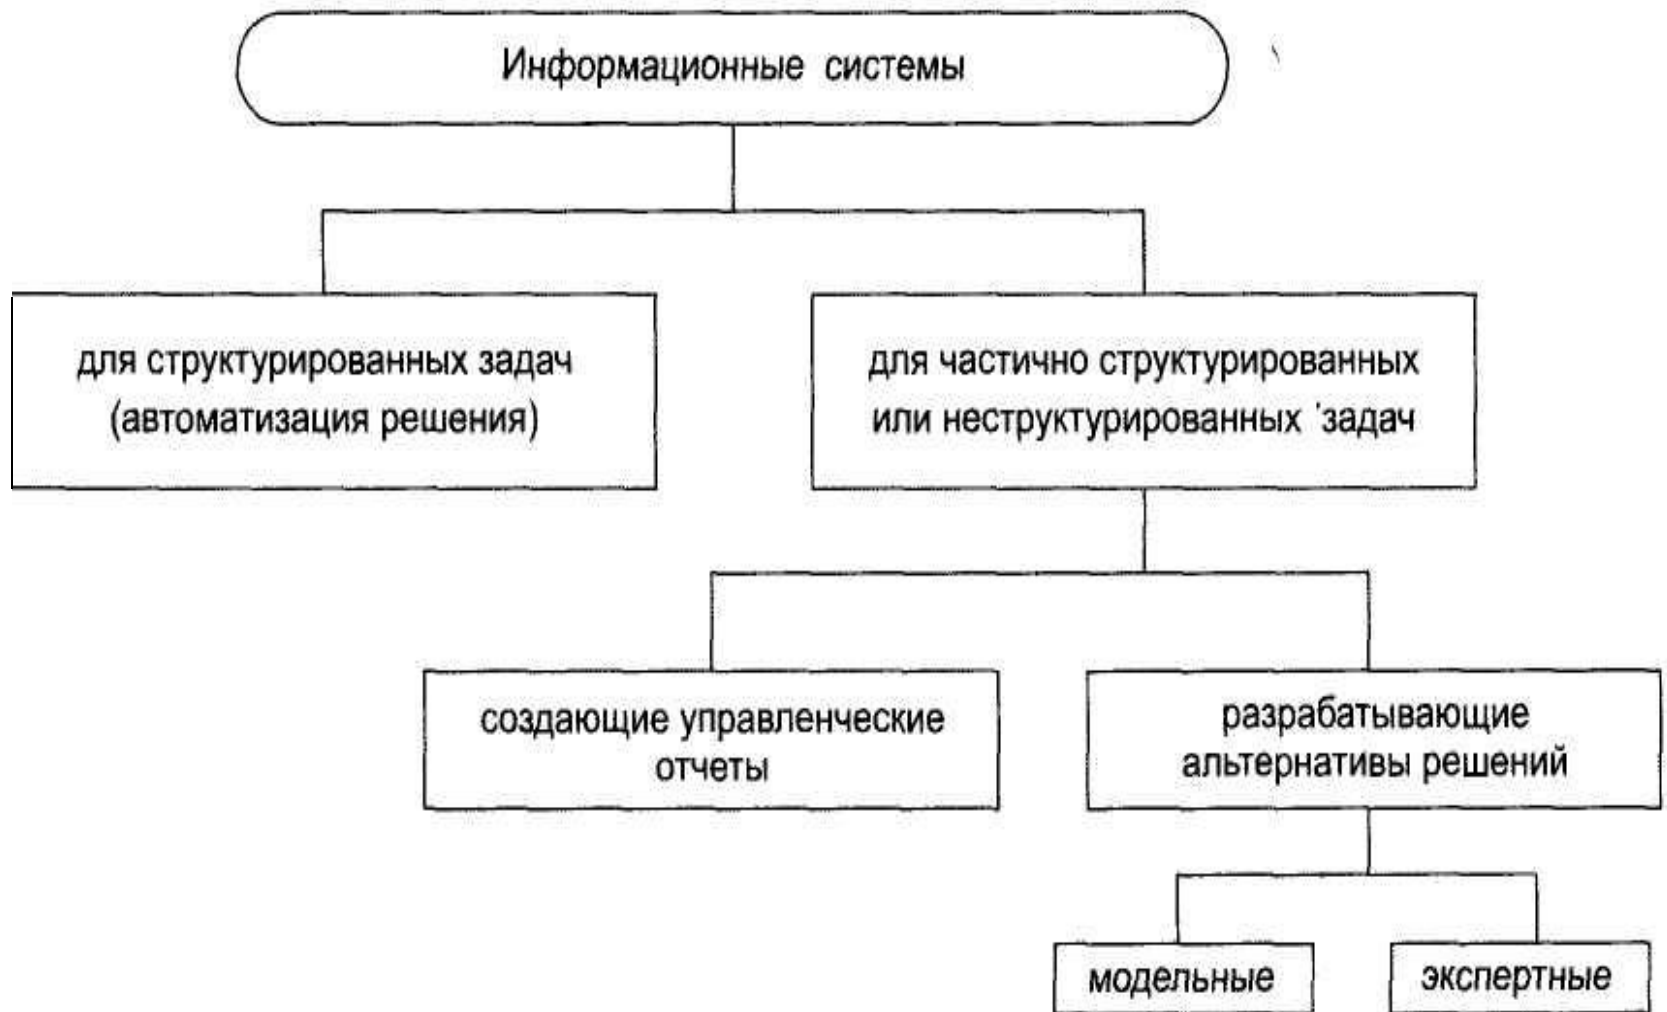 Информационные системы
для структурированных задач
(автоматизация решения)
для частично структурированных
или неструктурированных задач
создающие управленческие
отчеты
разрабатывающие
альтернативы решений
модельные
экспертные